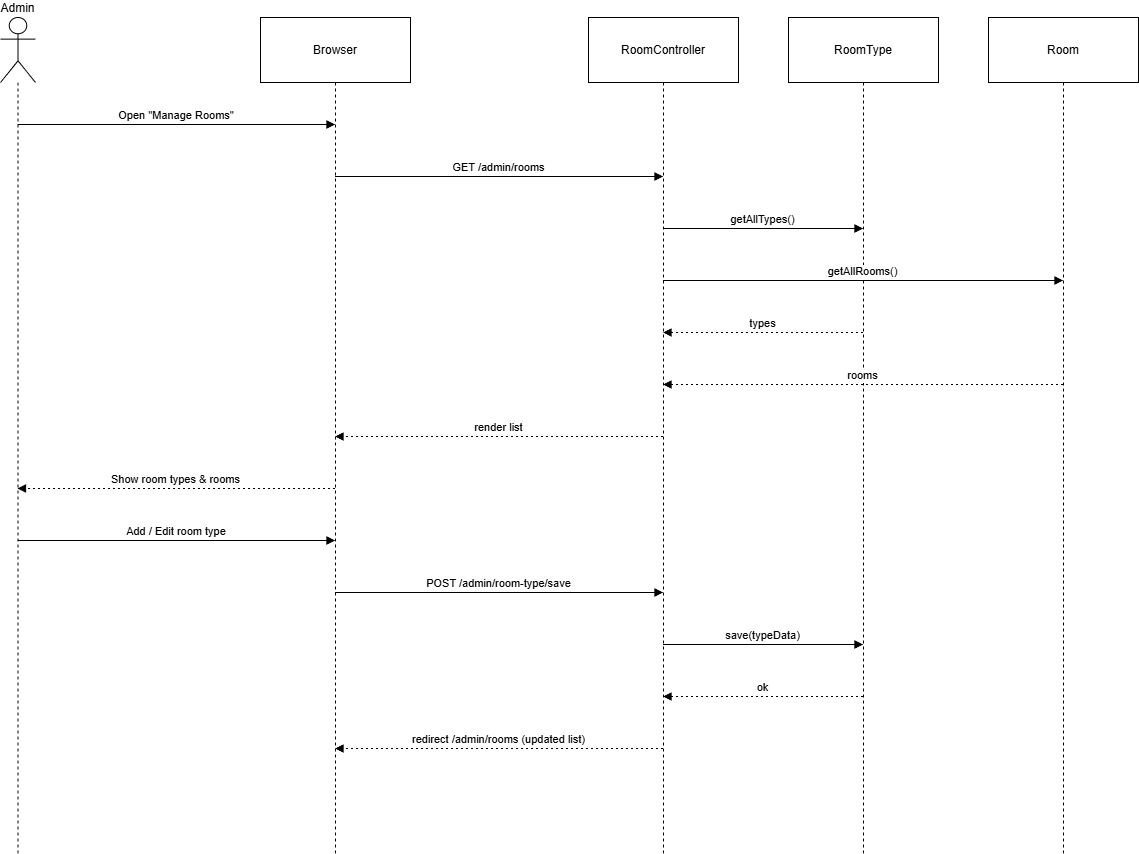 Admin
Browser
RoomController
RoomType
Room
Open "Manage Rooms"
GET /admin/rooms
getAllTypes()
getAllRooms()
types
rooms
render list
Show room types & rooms
Add / Edit room type
POST /admin/room-type/save
save(typeData)
ok
redirect /admin/rooms (updated list)